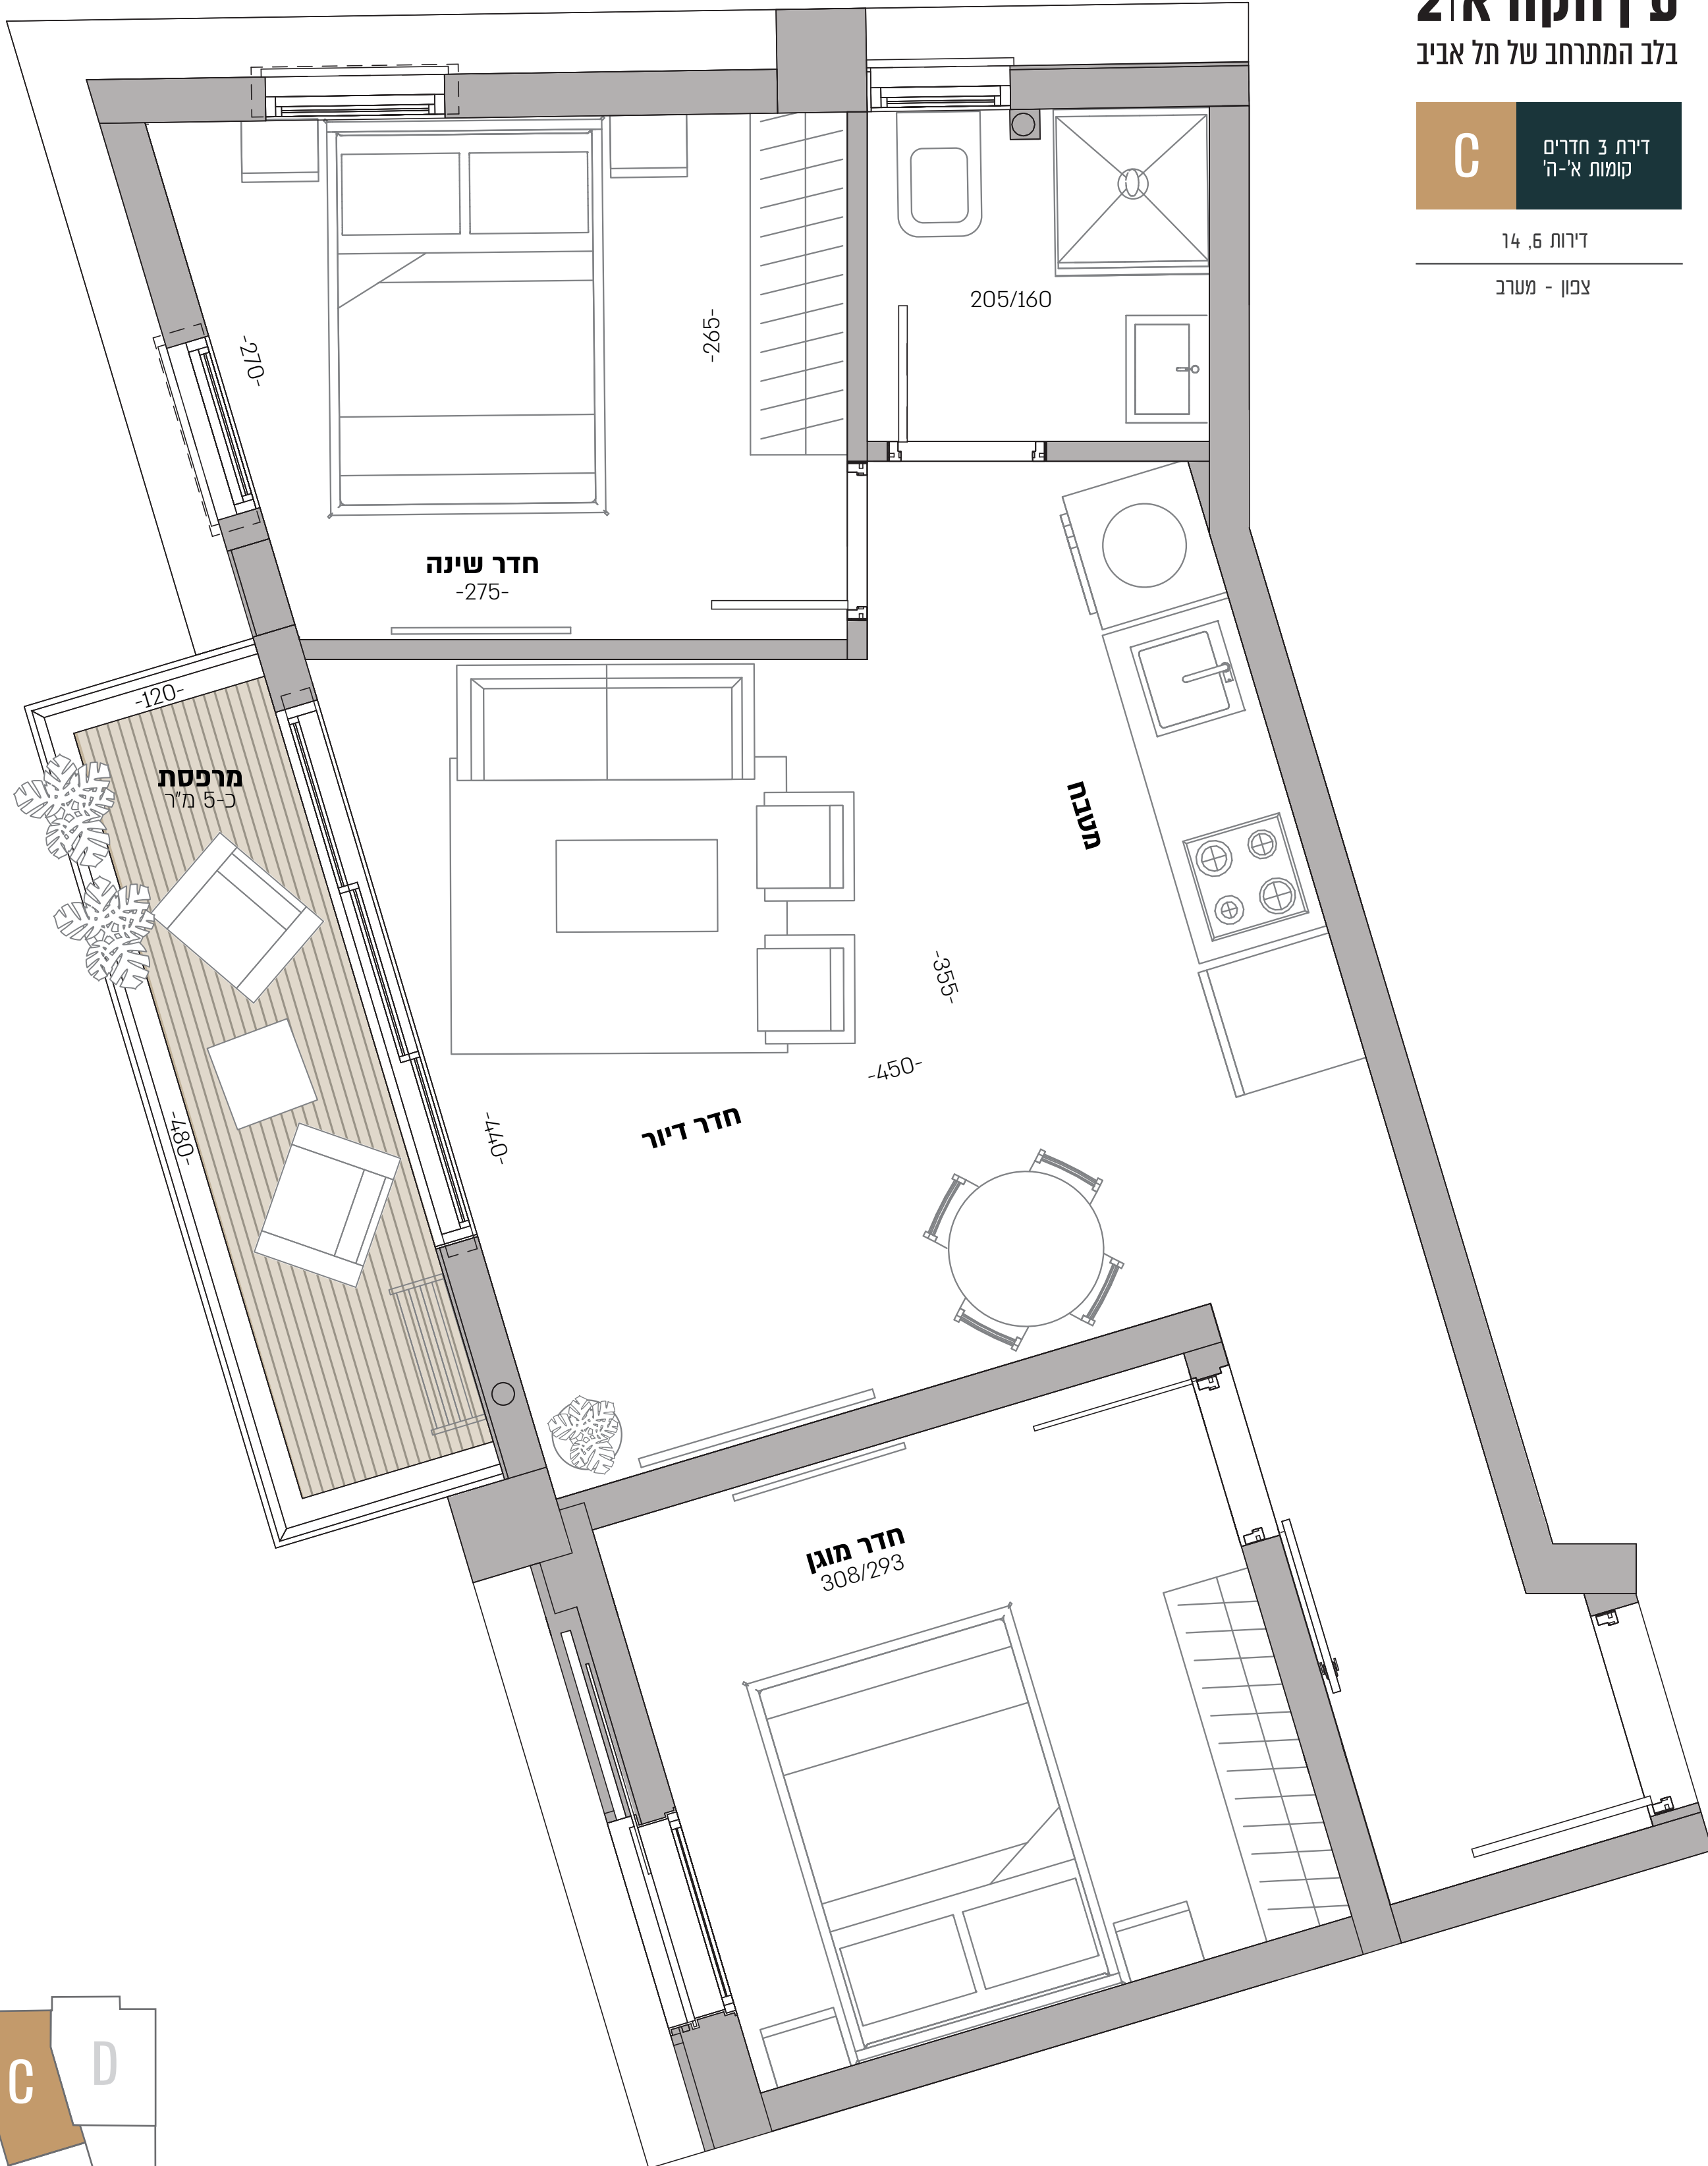 בלב המתרחב של תל אביב
C
דירת 3 חדרים
קומות א'-ה'
דירות 6, 14
צפון - מערב
205/160
-270-
-265-
חדר שינה
-275-
-120-
מרפסת
כ-5 מ"ר
מטבח
-355-
-450-
חדר דיור
-440-
-480-
חדר מוגן
308/293
D
C